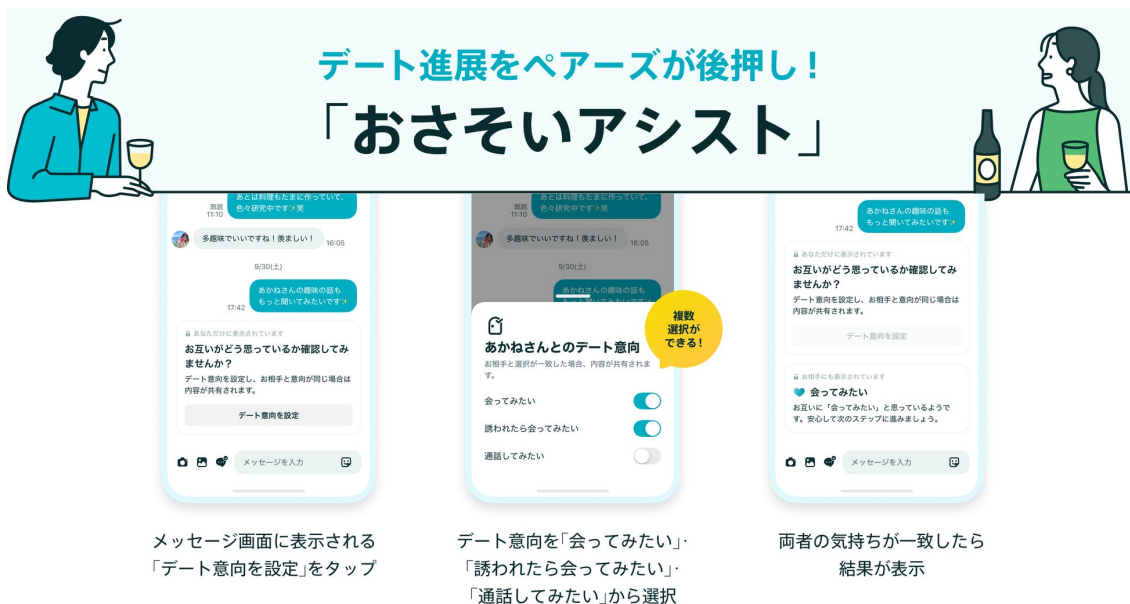 デート進展をペアーズが後押し!
「おさそいアシスト」
あとは料理もたまに作っていて、
色々研究中です✨笑
既読
11:10
多趣味でいいですね!羨ましい!
16:05
9/30(土)
あかねさんの趣味の話も
もっと聞いてみたいです✨
17:42
あなただけに表示されています
お互いがどう思っているか確認してみ
ませんか?
デート意向を設定し、お相手と意向が同じ場合は
内容が共有されます。
デート意向を設定
メッセージを入力
メッセージ画面に表示される
「デート意向を設定」をタップ
あとは料理もたまに作っていて、
色々研究中です✨笑
既読
11:10
多趣味でいいですね!羨ましい!
16:05
9/30(土)
あかねさんの趣味の話も
もっと聞いてみたいです✨
17:42
複数
選択が
できる!
あかねさんとのデート意向
お相手と選択が一致した場合、内容が共有されま
す。
会ってみたい
誘われたら会ってみたい
通話してみたい
デート意向を「会ってみたい」・
「誘われたら会ってみたい」・
「通話してみたい」から選択
あかねさんの趣味の話も
もっと聞いてみたいです✨
17:42
あなただけに表示されています
お互いがどう思っているか確認してみ
ませんか?
デート意向を設定し、お相手と意向が同じ場合は
内容が共有されます。
デート意向を設定
お相手にも表示されています
会ってみたい
お互いに「会ってみたい」と思っているようで
す。安心して次のステップに進みましょう。
メッセージを入力
両者の気持ちが一致したら
結果が表示